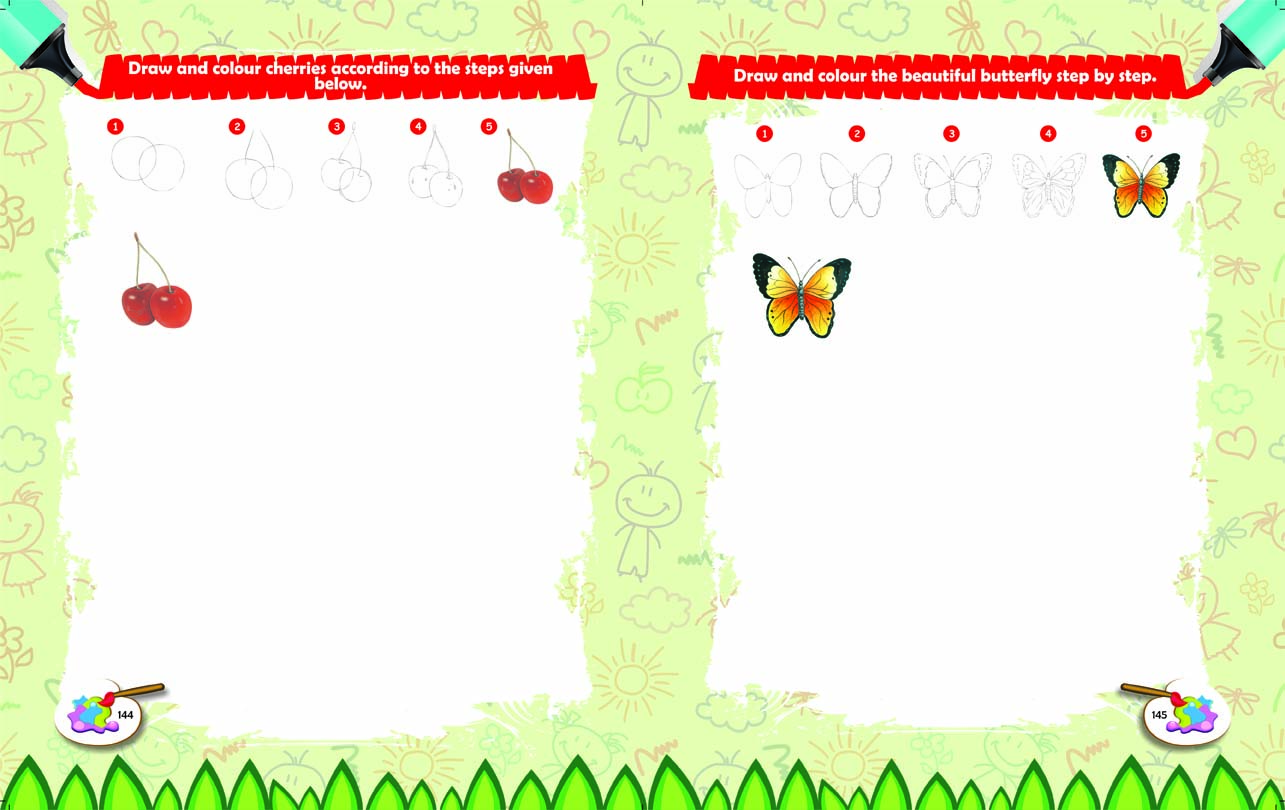 Draw and colour cherries according to the steps given
below.
1 2 3 4 5
144
Draw and colour the beautiful butterfly step by step.
1 2 3 4 5
145